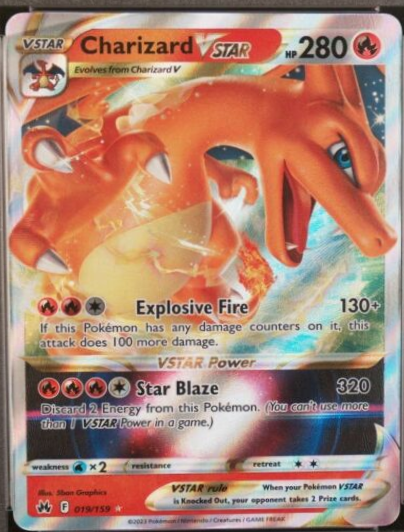 VSTAR Charizard VSTAR HP 280
Evolves from Charizard V
Explosive Fire 130+
If this Pokémon has any damage counters on it, this
attack does 100 more damage.
VSTAR Power
Star Blaze 320
Discard 2 Energy from this Pokémon. (You can't use more
than 1 VSTAR Power in a game.)
weakness ×2 resistance retreat
Illus. 5ban Graphics
VSTAR rule When your Pokémon VSTAR
is Knocked Out, your opponent takes 2 Prize cards.
F 019/159
©2023 Pokémon / Nintendo / Creatures / GAME FREAK